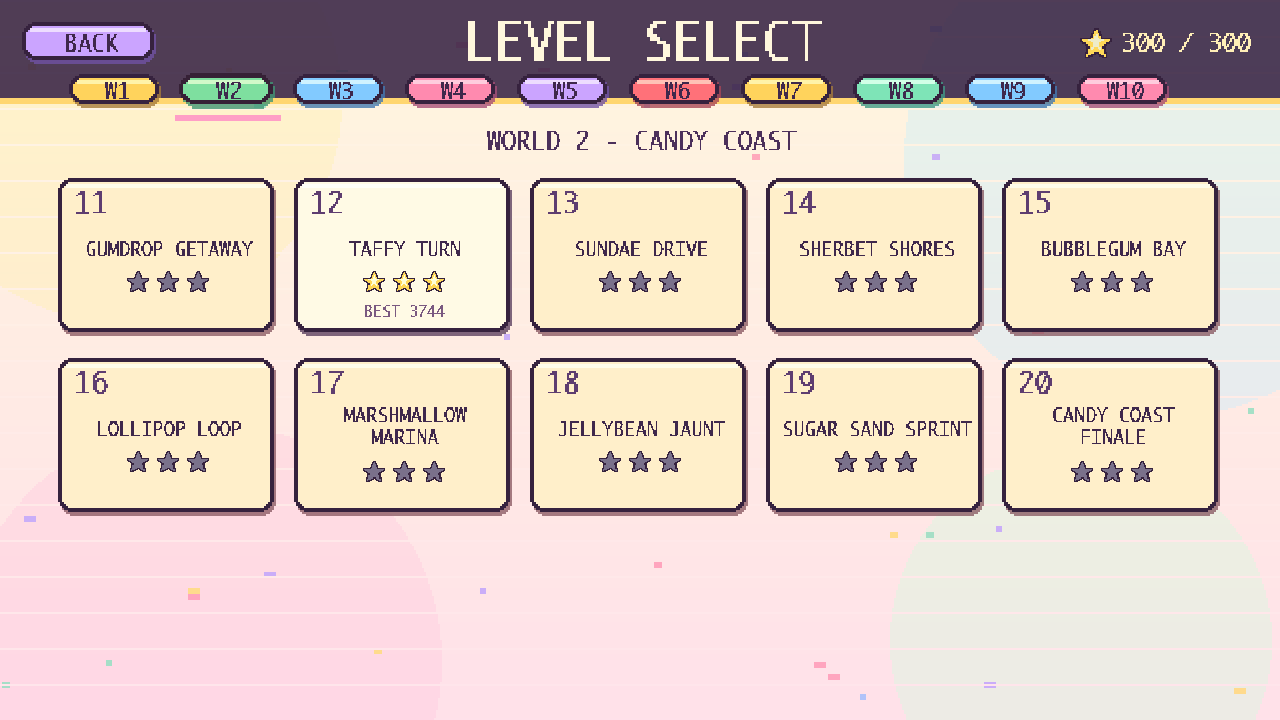 BACK
LEVEL SELECT
300 / 300
W1 W2 W3 W4 W5 W6 W7 W8 W9 W10
WORLD 2 - CANDY COAST
11
GUMDROP GETAWAY
12
TAFFY TURN
BEST 3744
13
SUNDAE DRIVE
14
SHERBET SHORES
15
BUBBLEGUM BAY
16
LOLLIPOP LOOP
17
MARSHMALLOW
MARINA
18
JELLYBEAN JAUNT
19
SUGAR SAND SPRINT
20
CANDY COAST
FINALE